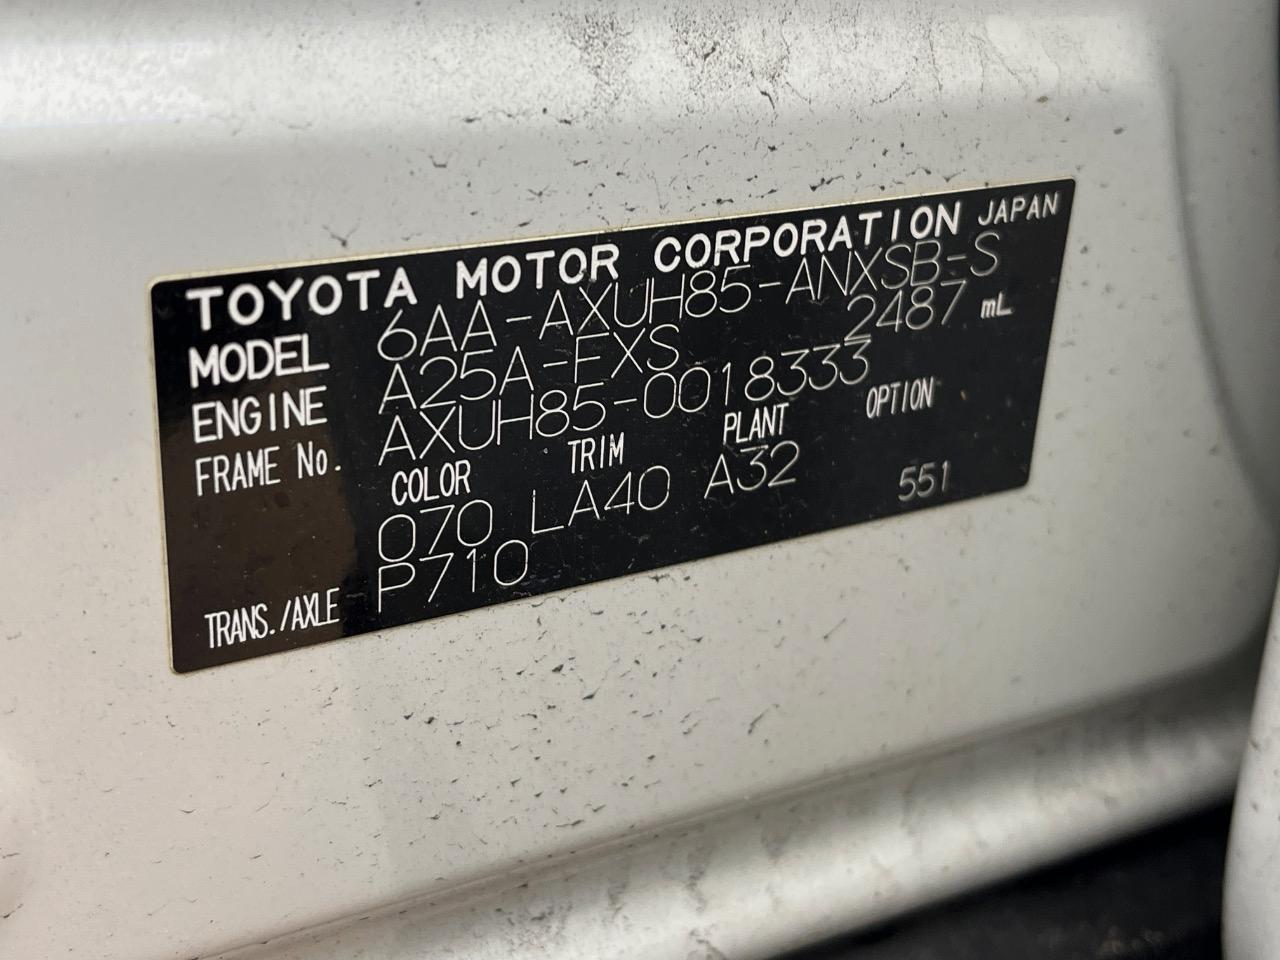 TOYOTA MOTOR CORPORATION JAPAN
MODEL 6AA-AXUH85-ANXSB-S
ENGINE A25A-FXS 2487 mL
FRAME No. AXUH85-0018333
COLOR TRIM PLANT OPTION
070 LA40 A32 551
TRANS./AXLE P710